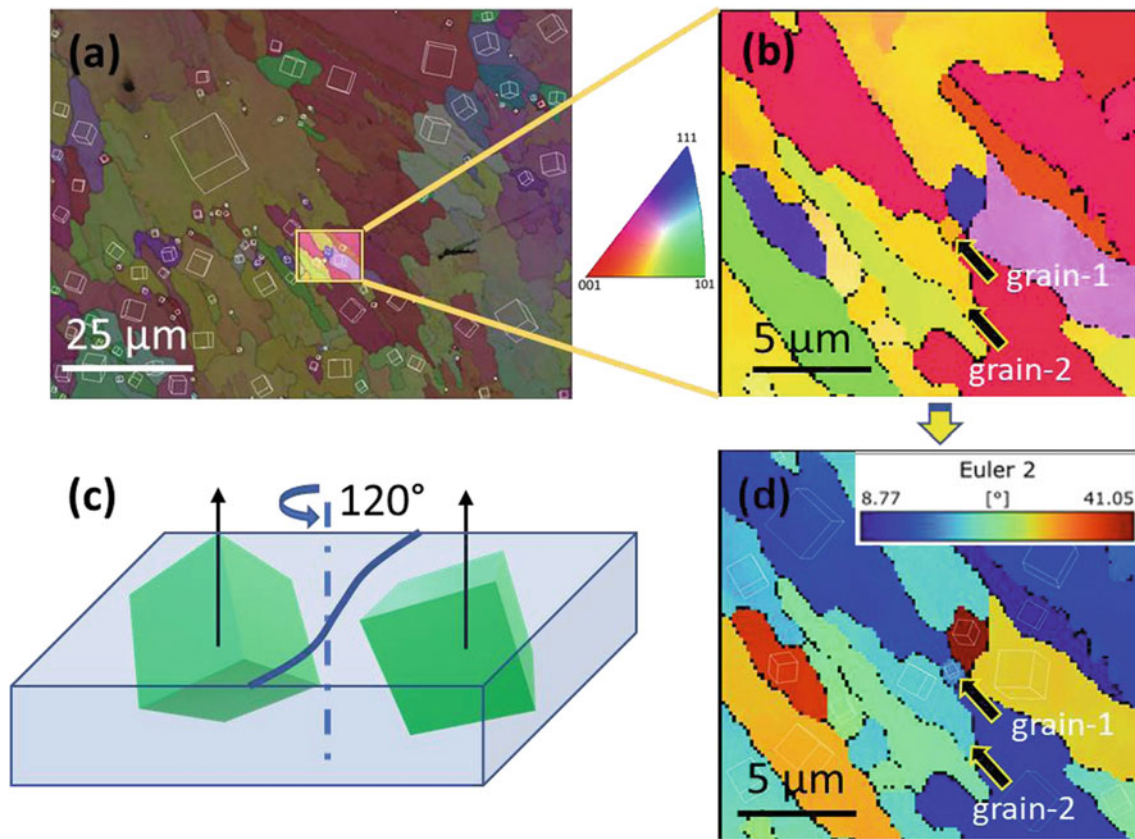 (a)
25 μm
111
001
101
(b)
grain-1
5 μm
grain-2
(c)
120°
(d)
Euler 2
8.77
[°]
41.05
grain-1
5 μm
grain-2